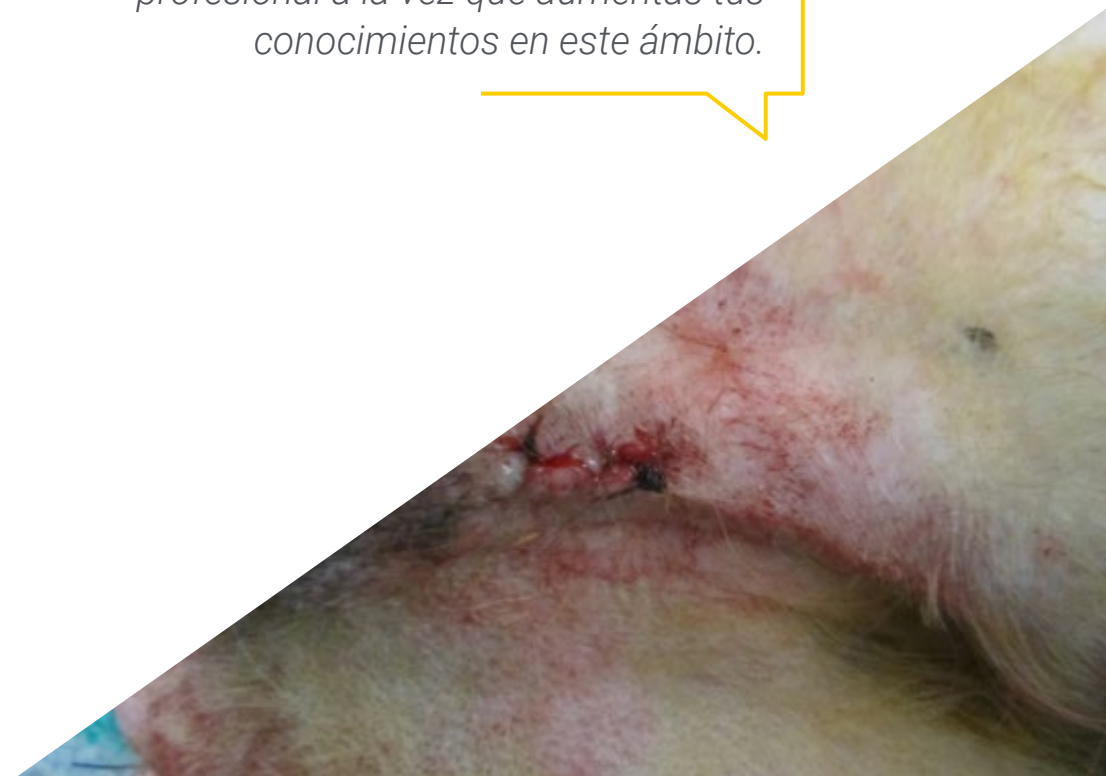 profesional a la vez que aumentas tus
conocimientos en este ámbito.